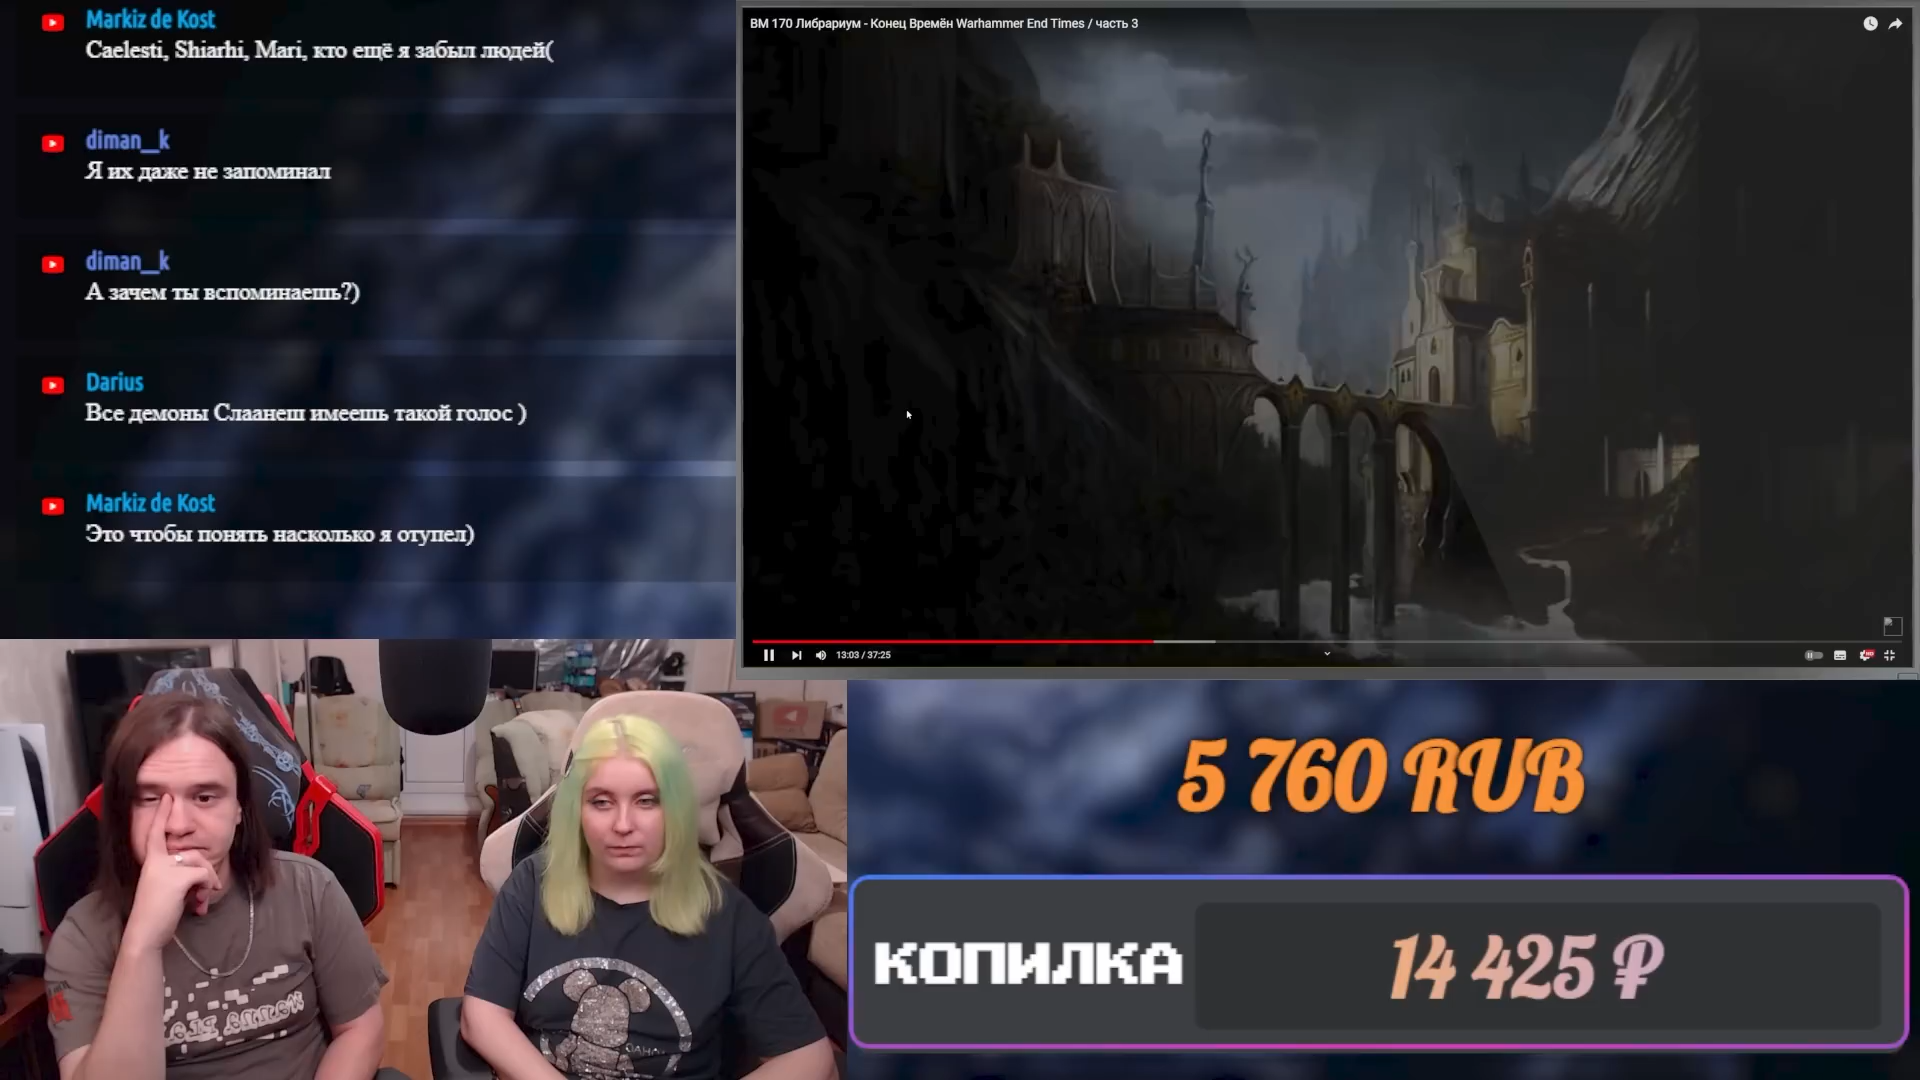 Markiz de Kost
Caelesti, Shiarhi, Mari, кто ещё я забыл людей(
diman__k
Я их даже не запоминал
diman__k
А зачем ты вспоминаешь?)
Darius
Все демоны Слаанеш имеешь такой голос )
Markiz de Kost
Это чтобы понять насколько я отупел)
ВМ 170 Либрариум - Конец Времён Warhammer End Times / часть 3
13:03 / 37:25
5 760 RUB
КОПИЛКА
14 425 ₽